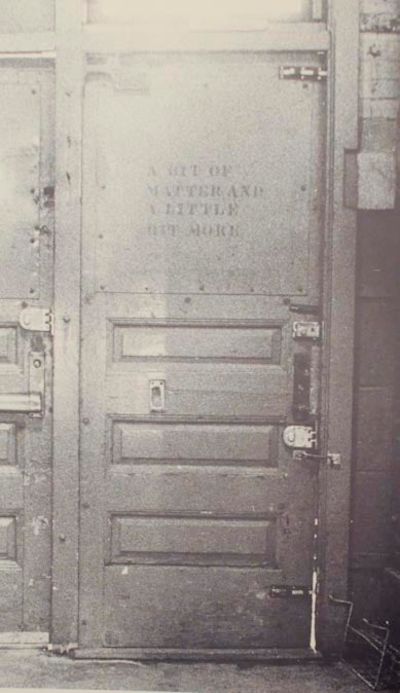 A BIT OF
MATTER AND
A LITTLE
BIT MORE